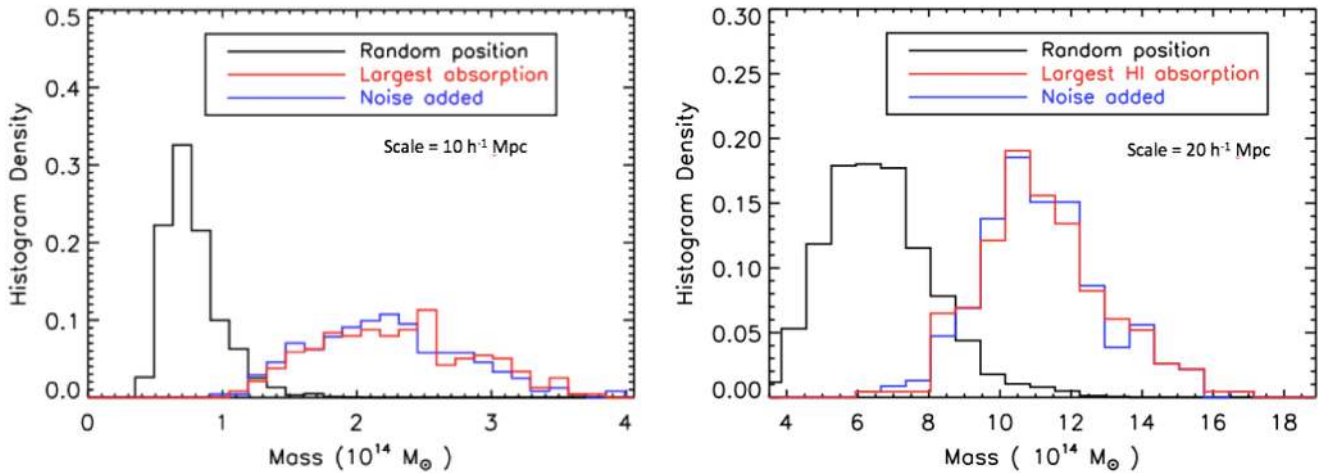 0.5
0.4
0.3
0.2
0.1
0.0
Histogram Density
Random position
Largest absorption
Noise added
Scale = 10 h⁻¹ Mpc
0 1 2 3 4
Mass (10¹⁴ M☉)
0.30
0.25
0.20
0.15
0.10
0.05
0.00
Histogram Density
Random position
Largest HI absorption
Noise added
Scale = 20 h⁻¹ Mpc
4 6 8 10 12 14 16 18
Mass ( 10¹⁴ M☉)